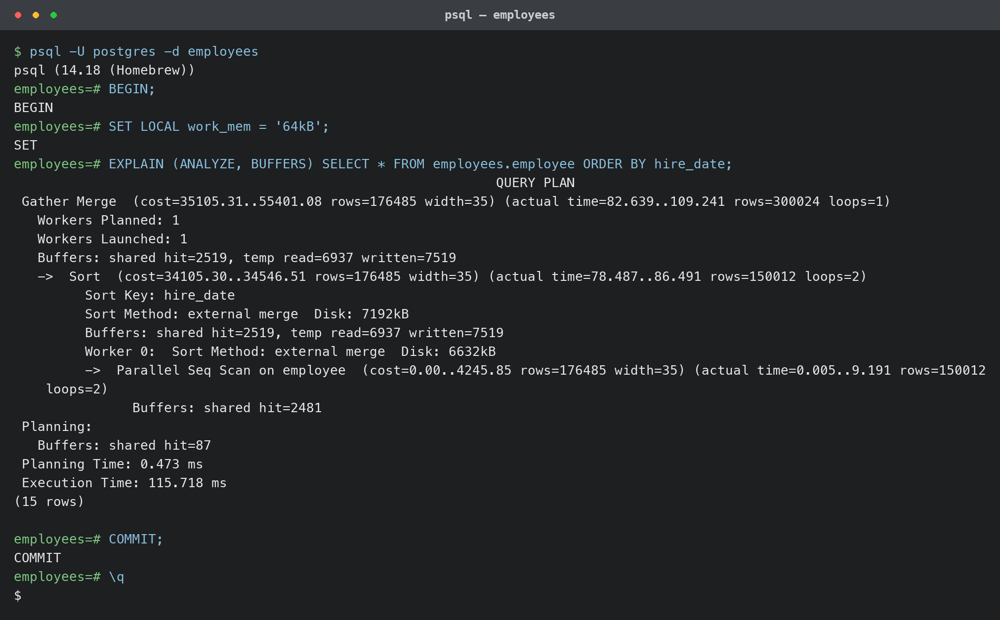 psql — employees
$ psql -U postgres -d employees
psql (14.18 (Homebrew))
employees=# BEGIN;
BEGIN
employees=# SET LOCAL work_mem = '64kB';
SET
employees=# EXPLAIN (ANALYZE, BUFFERS) SELECT * FROM employees.employee ORDER BY hire_date;
                                                             QUERY PLAN
 Gather Merge  (cost=35105.31..55401.08 rows=176485 width=35) (actual time=82.639..109.241 rows=300024 loops=1)
   Workers Planned: 1
   Workers Launched: 1
   Buffers: shared hit=2519, temp read=6937 written=7519
   ->  Sort  (cost=34105.30..34546.51 rows=176485 width=35) (actual time=78.487..86.491 rows=150012 loops=2)
         Sort Key: hire_date
         Sort Method: external merge  Disk: 7192kB
         Buffers: shared hit=2519, temp read=6937 written=7519
         Worker 0:  Sort Method: external merge  Disk: 6632kB
         ->  Parallel Seq Scan on employee  (cost=0.00..4245.85 rows=176485 width=35) (actual time=0.005..9.191 rows=150012
    loops=2)
               Buffers: shared hit=2481
 Planning:
   Buffers: shared hit=87
 Planning Time: 0.473 ms
 Execution Time: 115.718 ms
(15 rows)

employees=# COMMIT;
COMMIT
employees=# \q
$